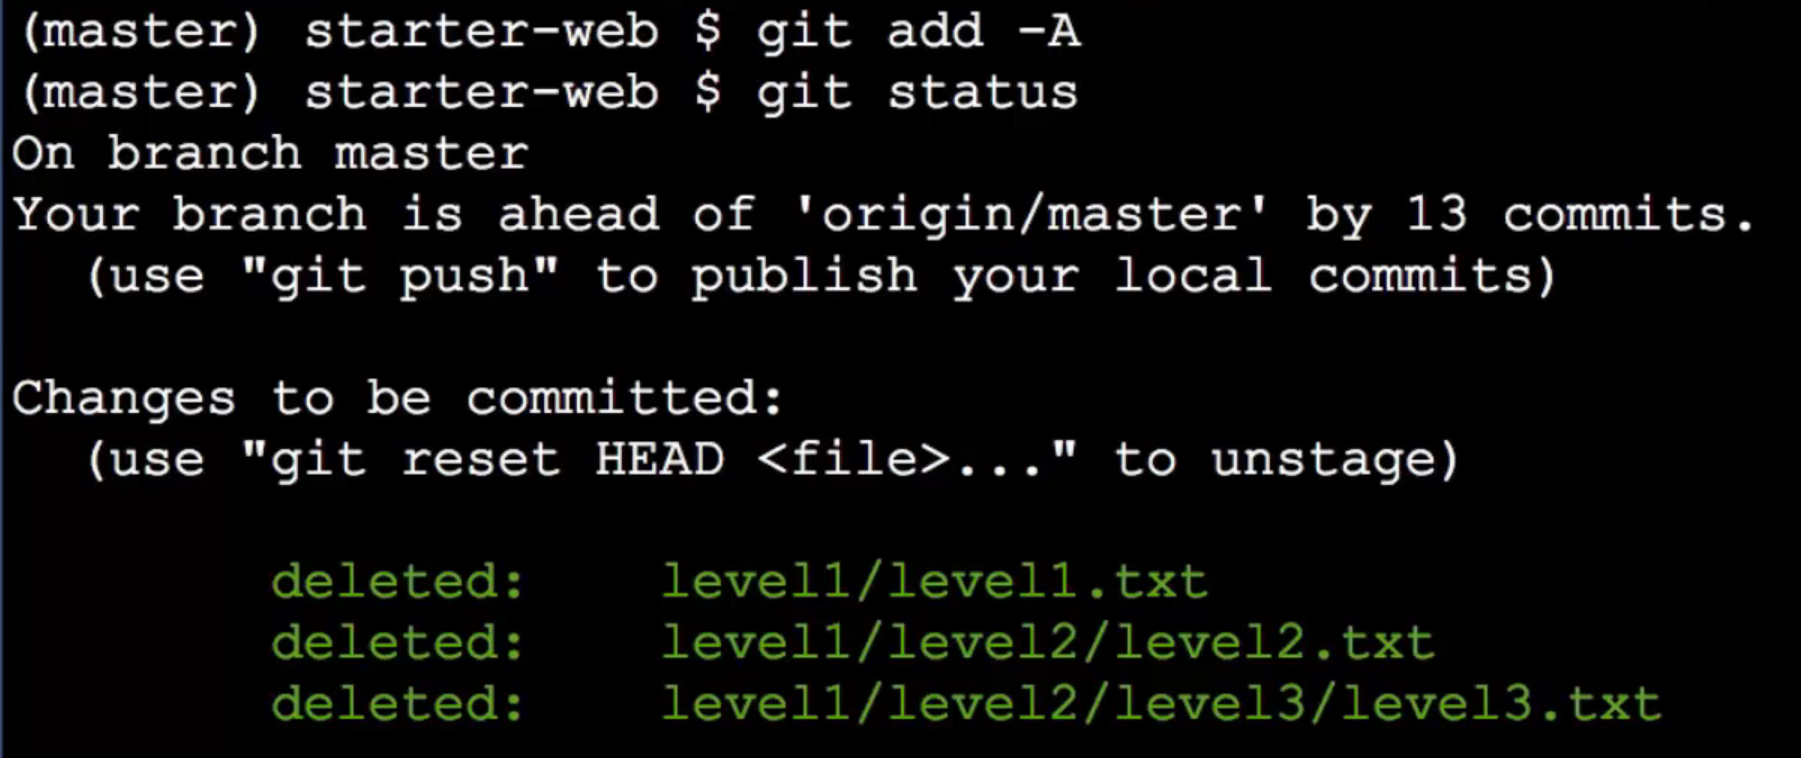 (master) starter-web $ git add -A
(master) starter-web $ git status
On branch master
Your branch is ahead of 'origin/master' by 13 commits.
  (use "git push" to publish your local commits)

Changes to be committed:
  (use "git reset HEAD <file>..." to unstage)

        deleted:    level1/level1.txt
        deleted:    level1/level2/level2.txt
        deleted:    level1/level2/level3/level3.txt